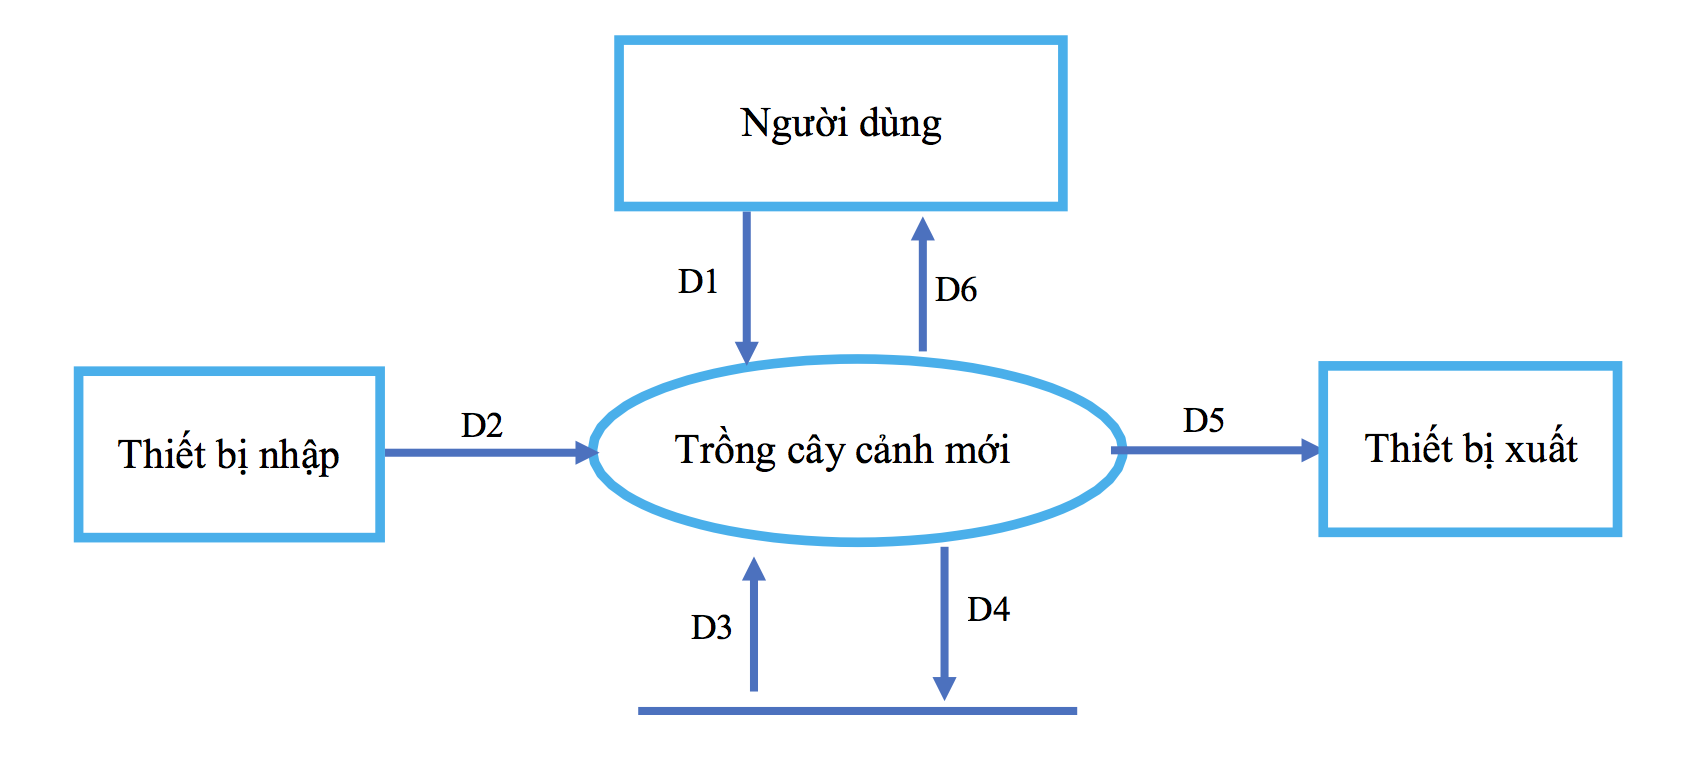 Người dùng
D1
D6
Thiết bị nhập
D2
Trồng cây cảnh mới
D5
Thiết bị xuất
D3
D4